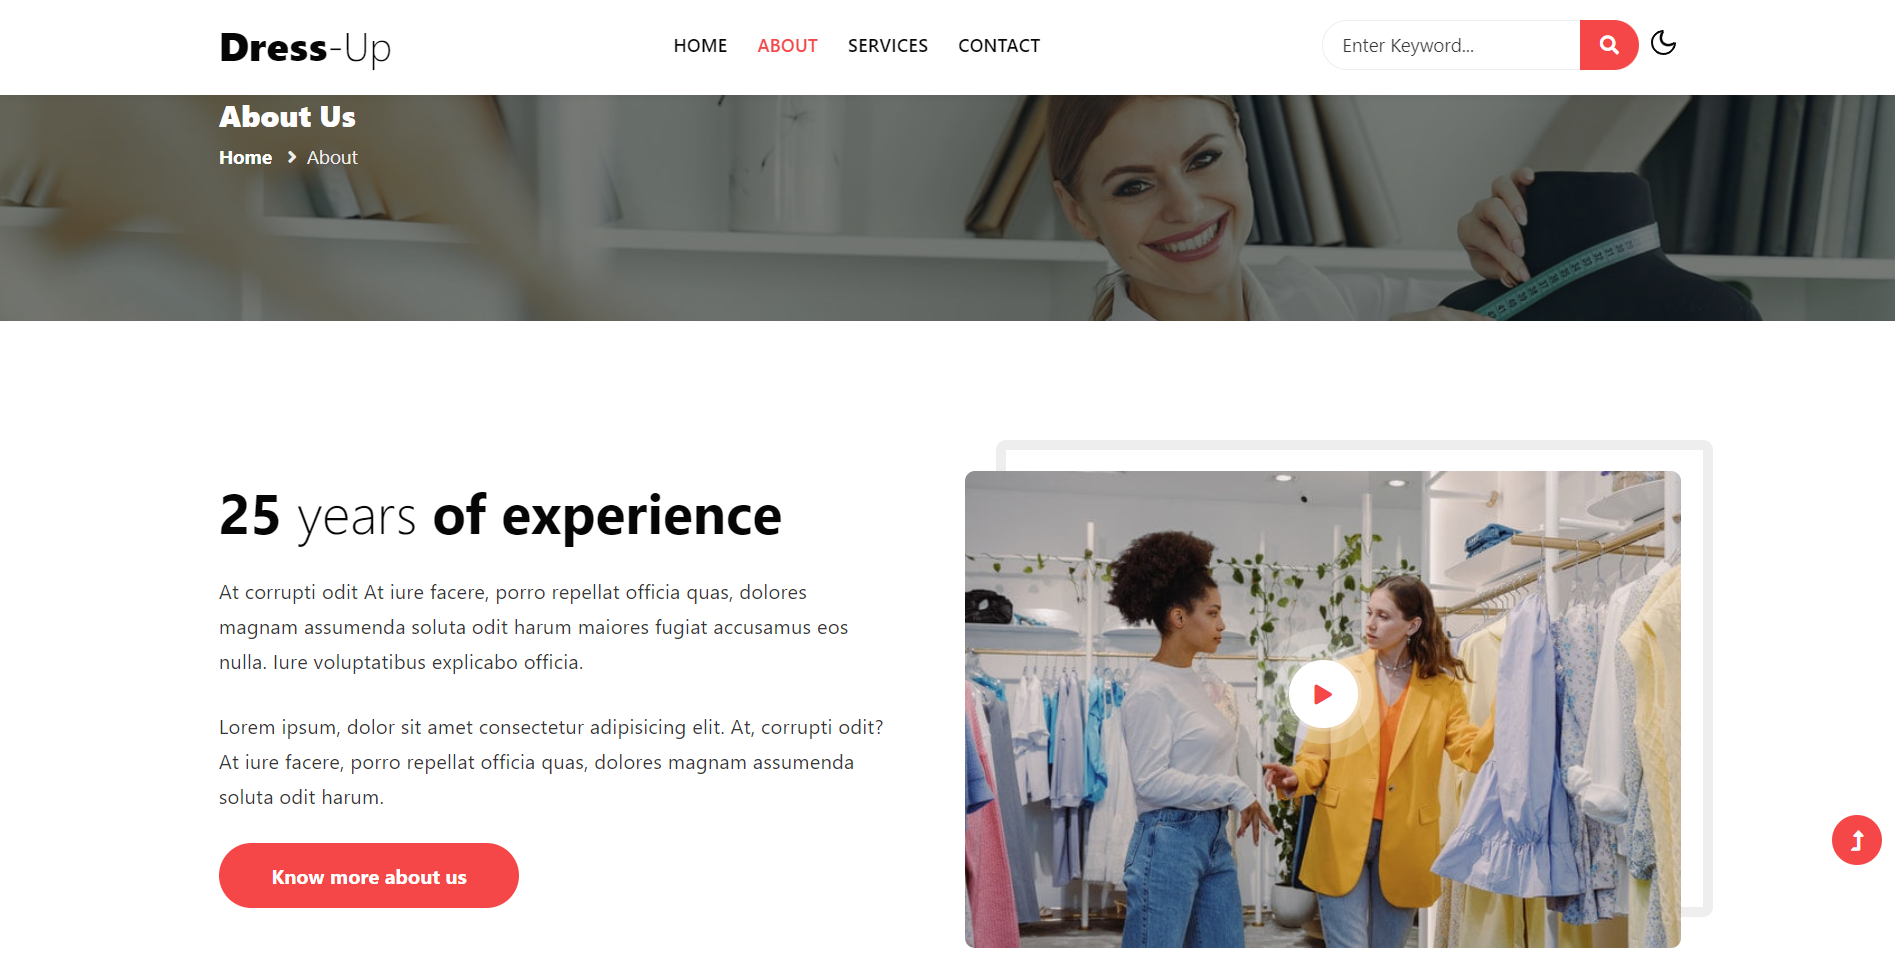 Dress-Up
HOME ABOUT SERVICES CONTACT
Enter Keyword...
About Us
Home > About
25 years of experience
At corrupti odit At iure facere, porro repellat officia quas, dolores
magnam assumenda soluta odit harum maiores fugiat accusamus eos
nulla. Iure voluptatibus explicabo officia.
Lorem ipsum, dolor sit amet consectetur adipisicing elit. At, corrupti odit?
At iure facere, porro repellat officia quas, dolores magnam assumenda
soluta odit harum.
Know more about us